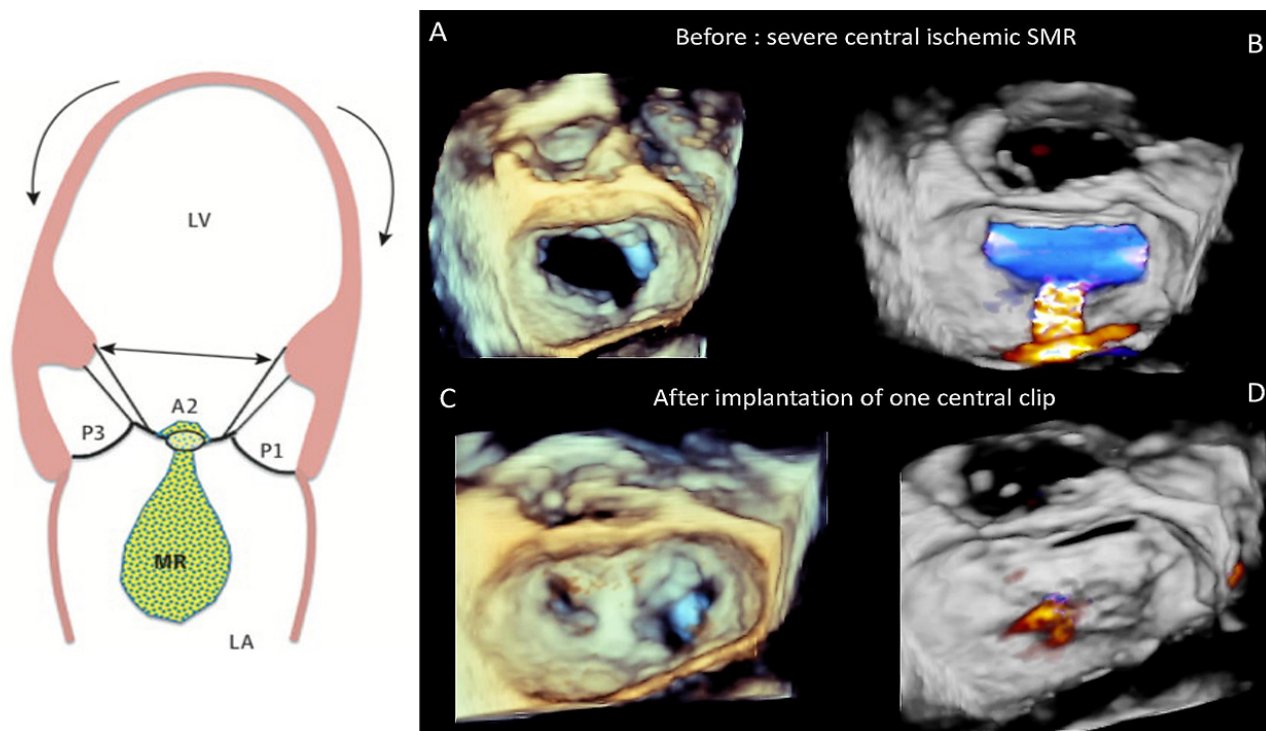 LV
A2
P3
P1
MR
LA
A
Before : severe central ischemic SMR
B
C
After implantation of one central clip
D